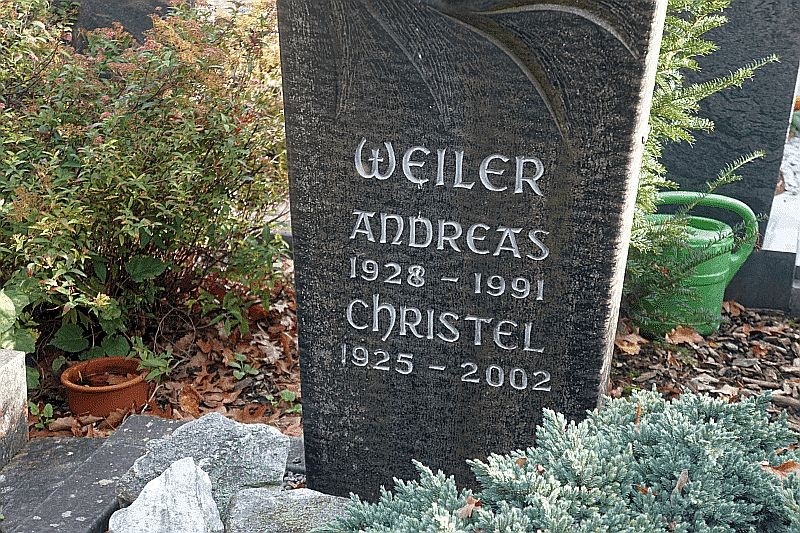 WEILER
ANDREAS
1928 – 1991
CHRISTEL
1925 – 2002